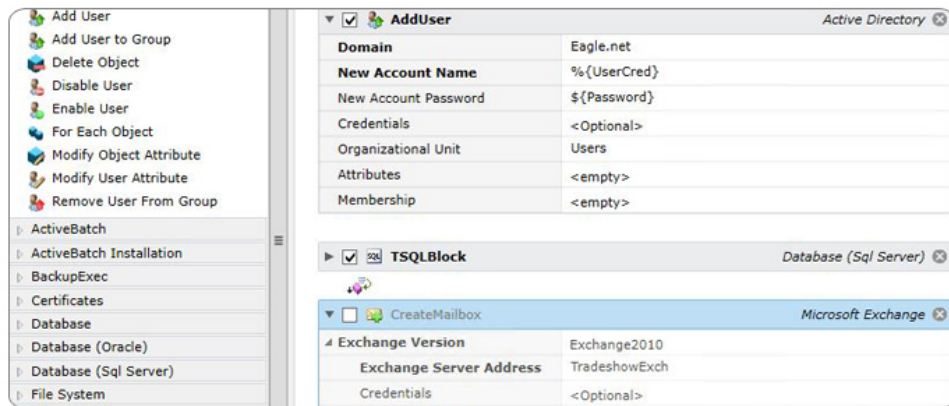 Add User
Add User to Group
Delete Object
Disable User
Enable User
For Each Object
Modify Object Attribute
Modify User Attribute
Remove User From Group
ActiveBatch
ActiveBatch Installation
BackupExec
Certificates
Database
Database (Oracle)
Database (Sql Server)
File System
AddUser Active Directory
Domain Eagle.net
New Account Name %{UserCred}
New Account Password ${Password}
Credentials <Optional>
Organizational Unit Users
Attributes <empty>
Membership <empty>
SQL TSQLBlock Database (Sql Server)
CreateMailbox Microsoft Exchange
Exchange Version Exchange2010
Exchange Server Address TradeshowExch
Credentials <Optional>